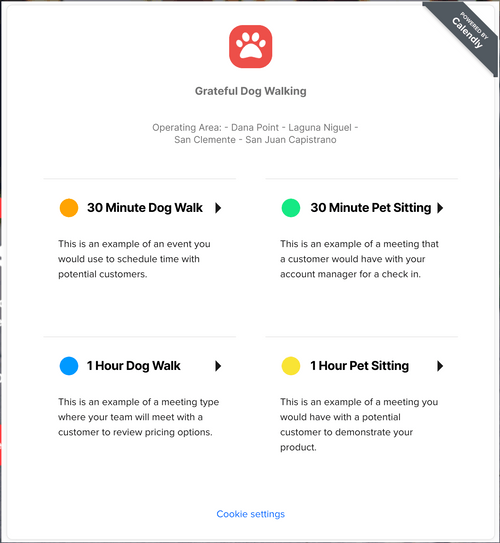 POWERED BY
Calendly
Grateful Dog Walking
Operating Area: - Dana Point - Laguna Niguel -
San Clemente - San Juan Capistrano
30 Minute Dog Walk
This is an example of an event you
would use to schedule time with
potential customers.
30 Minute Pet Sitting
This is an example of a meeting that
a customer would have with your
account manager for a check in.
1 Hour Dog Walk
This is an example of a meeting type
where your team will meet with a
customer to review pricing options.
1 Hour Pet Sitting
This is an example of a meeting you
would have with a potential
customer to demonstrate your
product.
Cookie settings